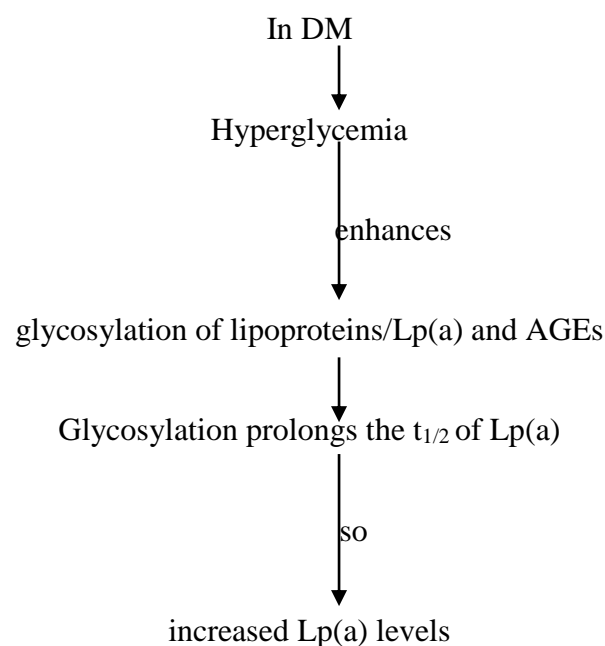 In DM
Hyperglycemia
enhances
glycosylation of lipoproteins/Lp(a) and AGEs
Glycosylation prolongs the t1/2 of Lp(a)
so
increased Lp(a) levels